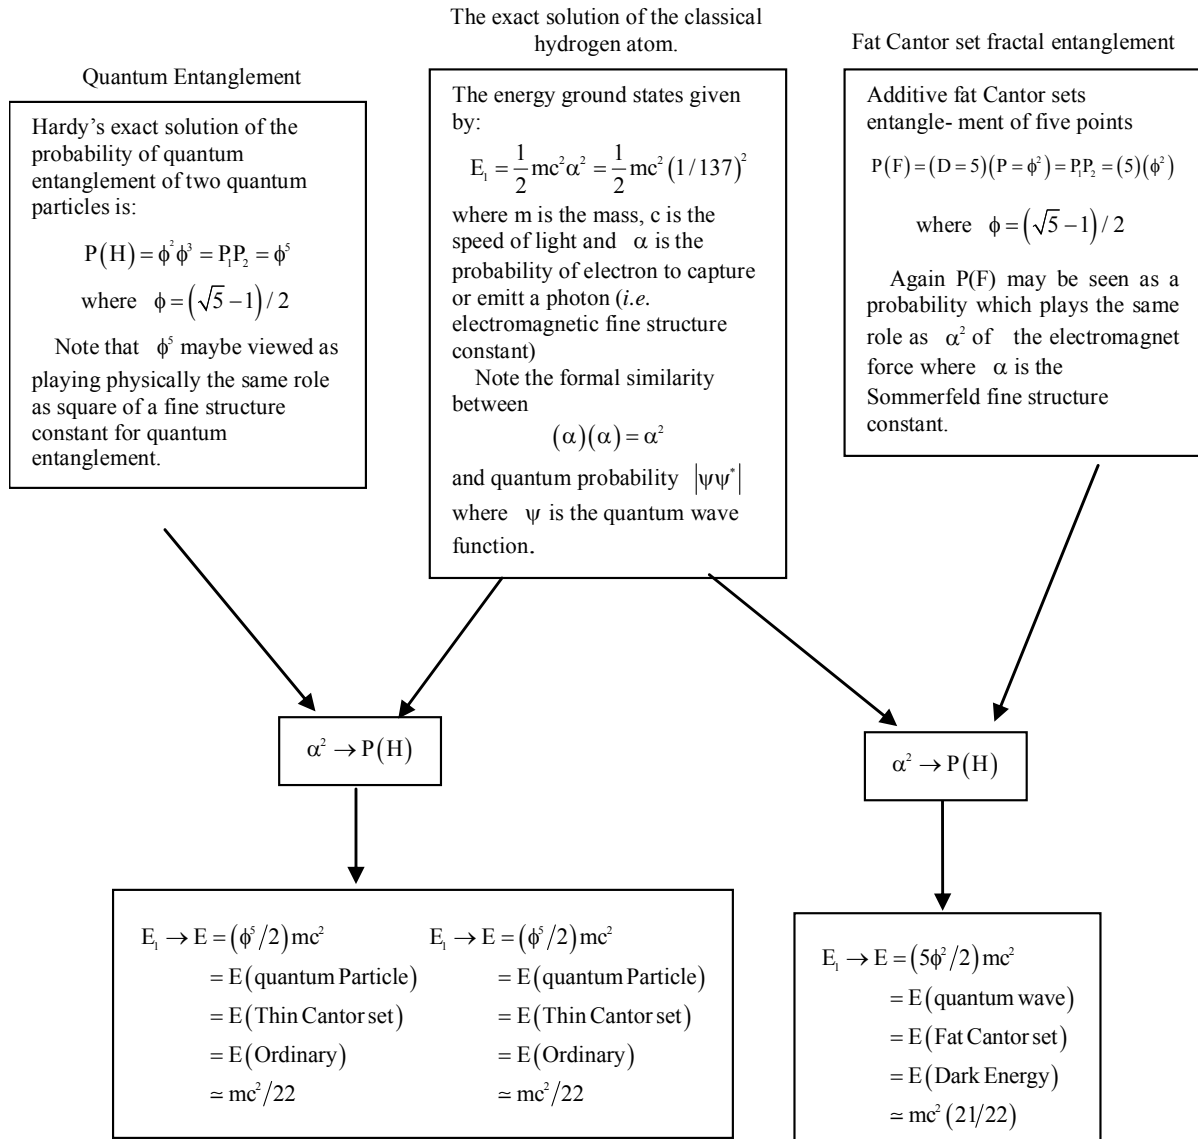 Quantum Entanglement
Hardy's exact solution of the
probability of quantum
entanglement of two quantum
particles is:
P(H) = ϕ²ϕ³ = P₁P₂ = ϕ⁵
where ϕ = (√5 − 1)/2
Note that ϕ⁵ maybe viewed as
playing physically the same role
as square of a fine structure
constant for quantum
entanglement.
The exact solution of the classical
hydrogen atom.
The energy ground states given
by:
E₁ = 1/2 mc²α² = 1/2 mc² (1/137)²
where m is the mass, c is the
speed of light and α is the
probability of electron to capture
or emitt a photon (i.e.
electromagnetic fine structure
constant)
Note the formal similarity
between
(α)(α) = α²
and quantum probability |ψψ*|
where ψ is the quantum wave
function.
Fat Cantor set fractal entanglement
Additive fat Cantor sets
entangle- ment of five points
P(F) = (D = 5)(P = ϕ²) = P₁P₂ = (5)(ϕ²)
where ϕ = (√5 − 1)/2
Again P(F) may be seen as a
probability which plays the same
role as α² of the electromagnet
force where α is the
Sommerfeld fine structure
constant.
α² → P(H)
α² → P(H)
E₁ → E = (ϕ⁵/2) mc²
= E(quantum Particle)
= E(Thin Cantor set)
= E(Ordinary)
≃ mc²/22
E₁ → E = (ϕ⁵/2) mc²
= E(quantum Particle)
= E(Thin Cantor set)
= E(Ordinary)
≃ mc²/22
E₁ → E = (5ϕ²/2) mc²
= E(quantum wave)
= E(Fat Cantor set)
= E(Dark Energy)
≃ mc² (21/22)